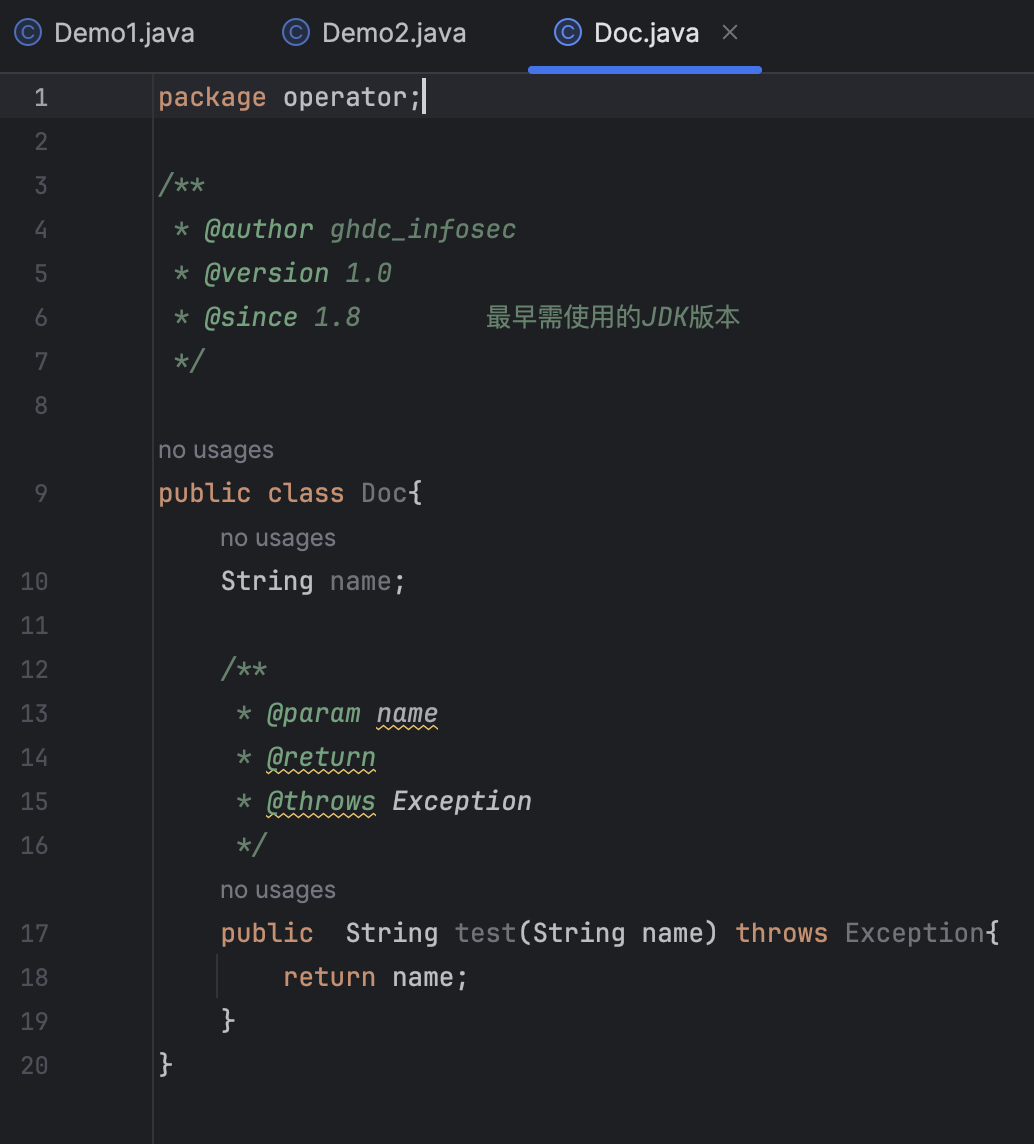 Demo1.java Demo2.java Doc.java
1 package operator;
2
3 /**
4  * @author ghdc_infosec
5  * @version 1.0
6  * @since 1.8        最早需使用的JDK版本
7  */
8
no usages
9 public class Doc{
no usages
10     String name;
11
12     /**
13      * @param name
14      * @return
15      * @throws Exception
16      */
no usages
17     public  String test(String name) throws Exception{
18         return name;
19     }
20 }